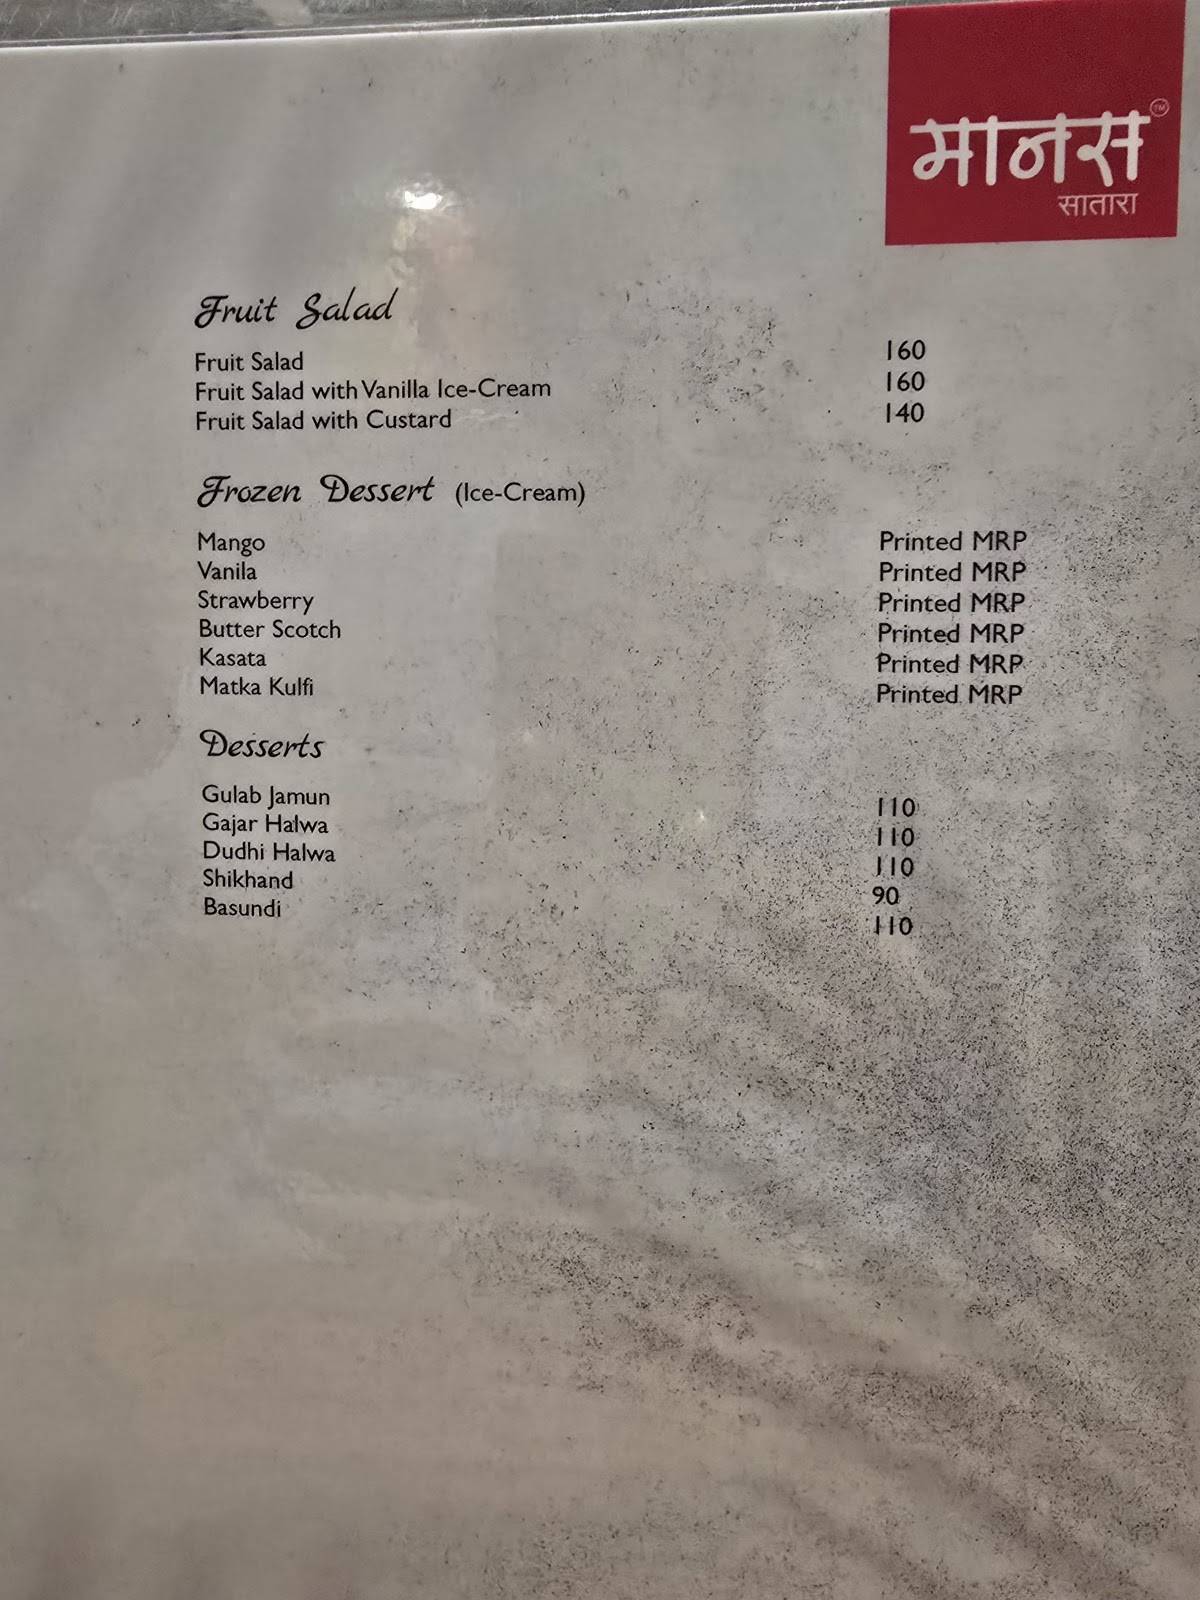 मानस TM
सातारा
Fruit Salad
Fruit Salad 160
Fruit Salad with Vanilla Ice-Cream 160
Fruit Salad with Custard 140
Frozen Dessert (Ice-Cream)
Mango Printed MRP
Vanila Printed MRP
Strawberry Printed MRP
Butter Scotch Printed MRP
Kasata Printed MRP
Matka Kulfi Printed MRP
Desserts
Gulab Jamun 110
Gajar Halwa 110
Dudhi Halwa 110
Shikhand 90
Basundi 110